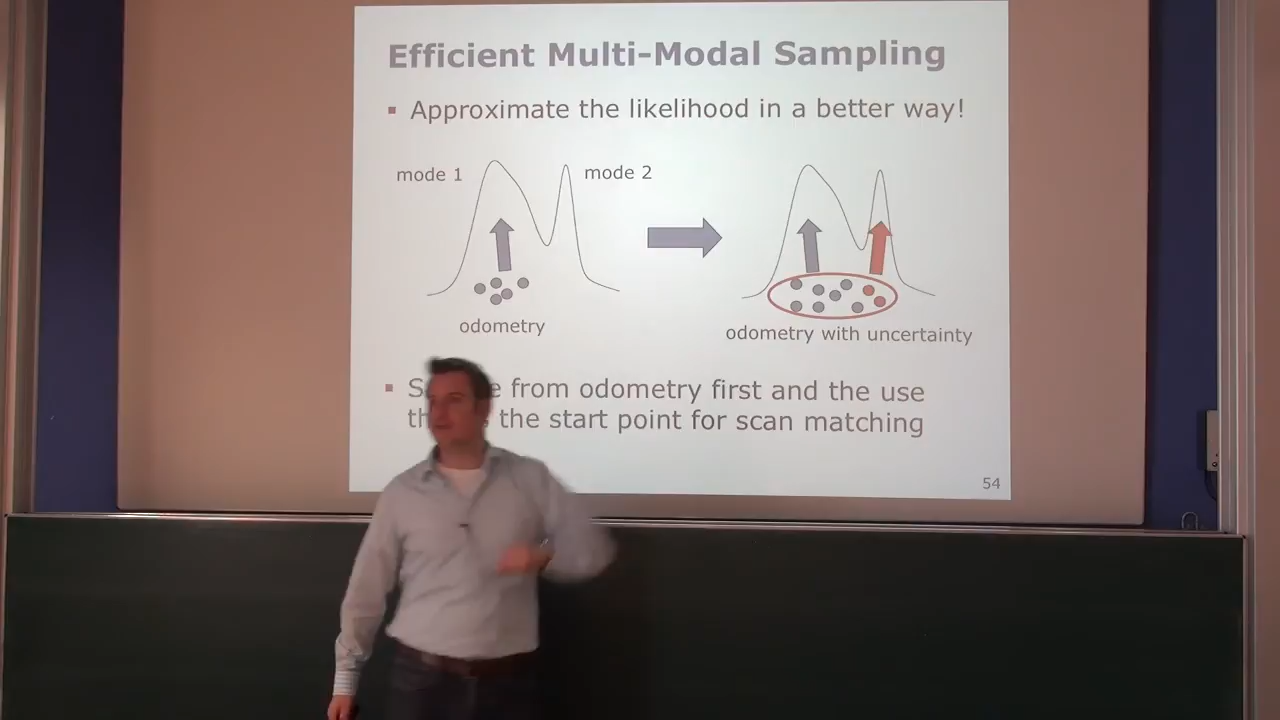 Efficient Multi-Modal Sampling
▪ Approximate the likelihood in a better way!
mode 1
mode 2
odometry
odometry with uncertainty
▪ from odometry first and the use
the start point for scan matching
54